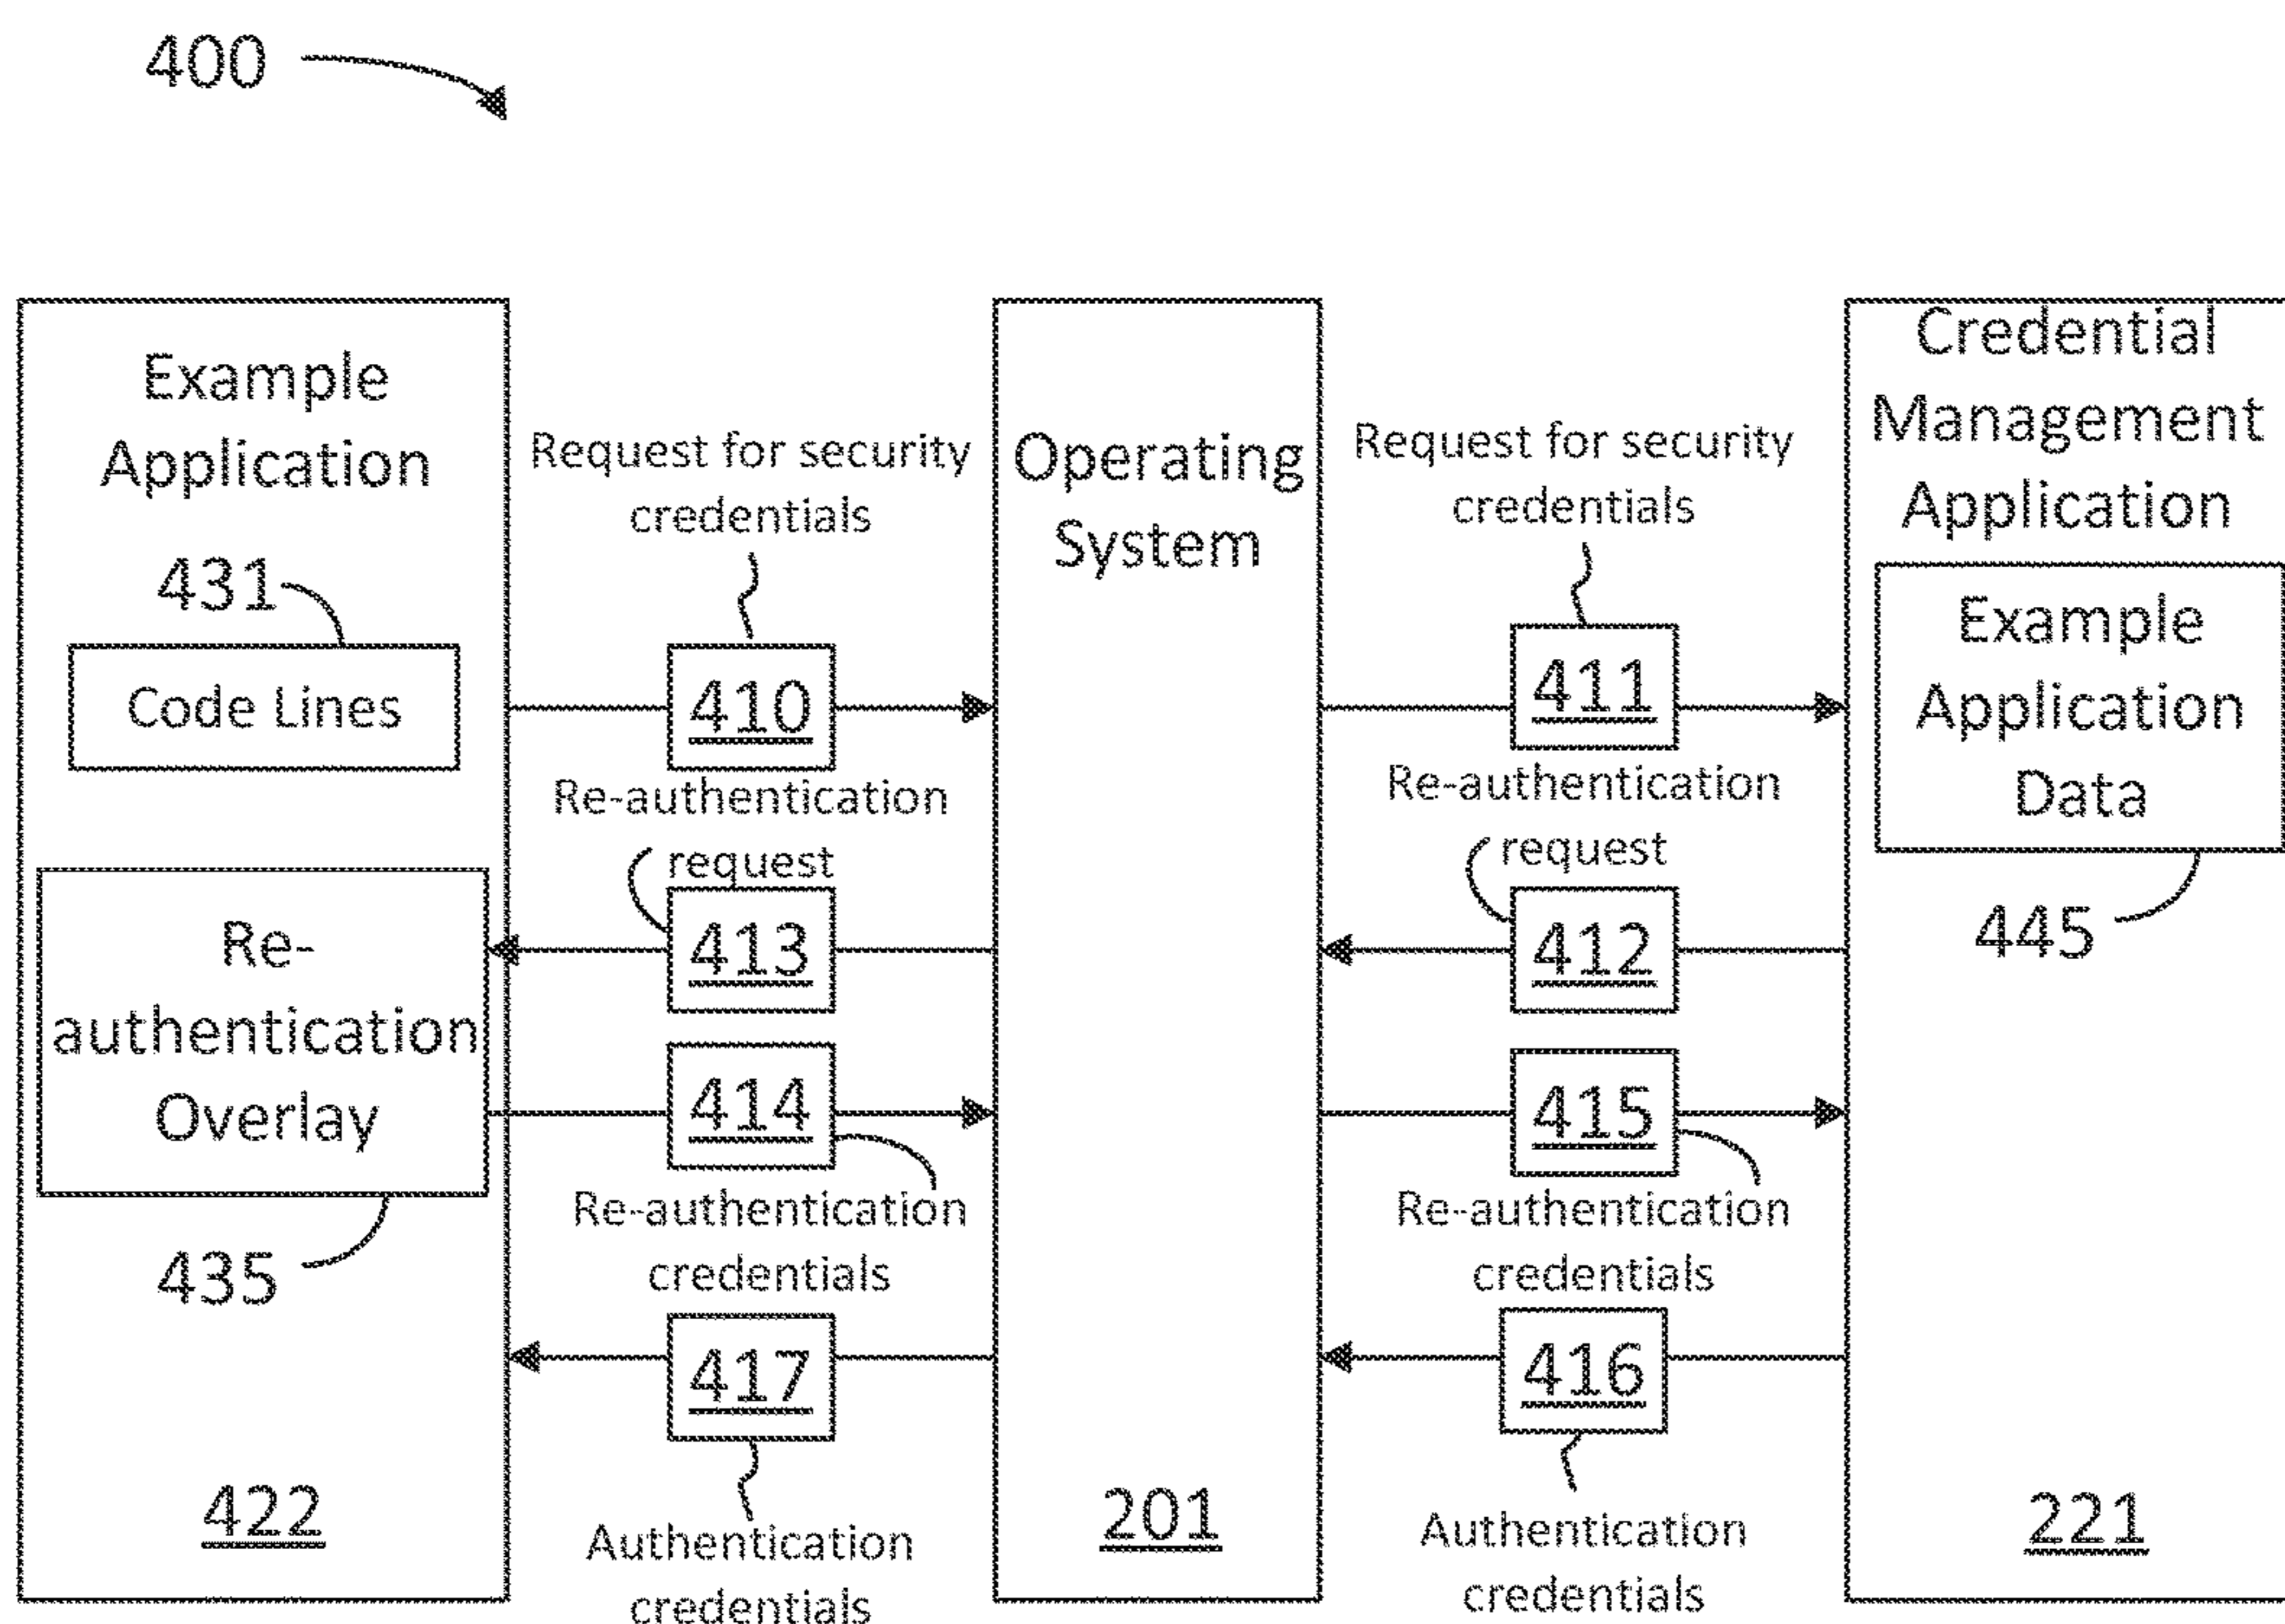 400
Example
Application
431
Code Lines
Re-
authentication
Overlay
435
422
Request for security
credentials
410
Re-authentication
request
413
414
Re-authentication
credentials
417
Authentication
credentials
Operating
System
201
Request for security
credentials
411
Re-authentication
request
412
415
Re-authentication
credentials
416
Authentication
credentials
Credential
Management
Application
Example
Application
Data
445
221